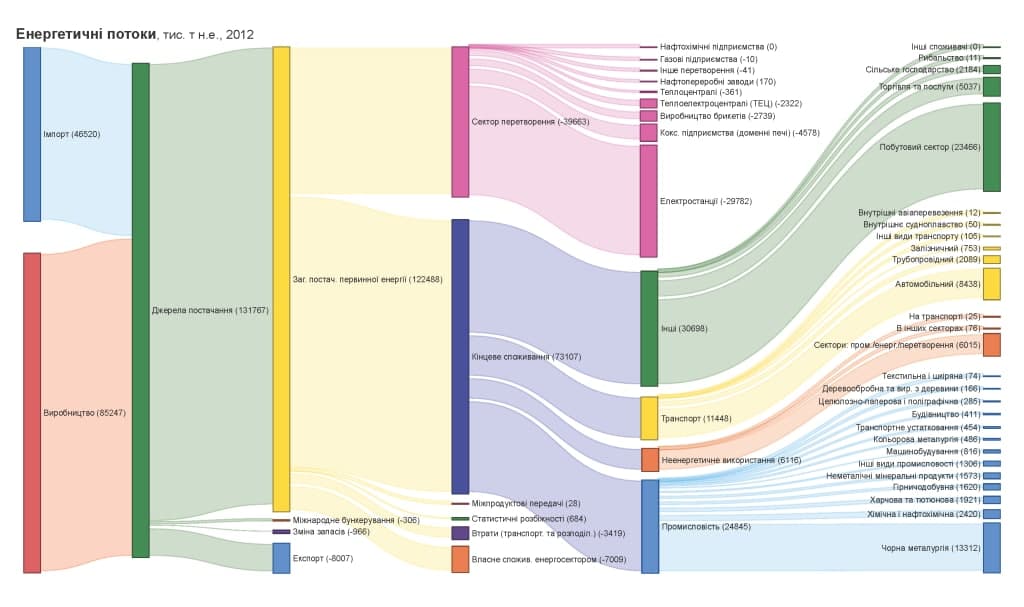 Енергетичні потоки, тис. т н.е., 2012
Імпорт (46520)
Виробництво (85247)
Джерела постачання (131767)
Заг. постач. первинної енергії (122488)
Міжнародне бункерування (-306)
Зміна запасів (-966)
Експорт (-8007)
Сектор перетворення (-39663)
Кінцеве споживання (73107)
Міжпродуктові передачі (28)
Статистичні розбіжності (684)
Втрати (транспорт. та розподіл.) (-3419)
Власне спожив. енергосектором (-7009)
Нафтохімічні підприємства (0)
Газові підприємства (-10)
Інше перетворення (-41)
Нафтопереробні заводи (170)
Теплоцентралі (-361)
Теплоелектроцентралі (ТЕЦ) (-2322)
Виробництво брикетів (-2739)
Кокс. підприємства (доменні печі) (-4578)
Електростанції (-29782)
Інші (30698)
Транспорт (11448)
Неенергетичне використання (6116)
Промисловість (24845)
Інші споживачі (0)
Рибальство (11)
Сільське господарство (2184)
Торгівля та послуги (5037)
Побутовий сектор (23466)
Внутрішні авіаперевезення (12)
Внутрішнє судноплавство (50)
Інші види транспорту (105)
Залізничний (753)
Трубопровідний (2089)
Автомобільний (8438)
На транспорті (25)
В інших секторах (76)
Сектори: пром./енерг./перетворення (6015)
Текстильна і шкіряна (74)
Деревообробна та вир. з деревини (166)
Целюлозно-паперова і поліграфічна (285)
Будівництво (411)
Транспортне устатковання (454)
Кольорова металургія (486)
Машинобудування (816)
Інші види промисловості (1306)
Неметалічні мінеральні продукти (1573)
Гірничодобувна (1620)
Харчова та тютюнова (1921)
Хімічна і нафтохімічна (2420)
Чорна металургія (13312)